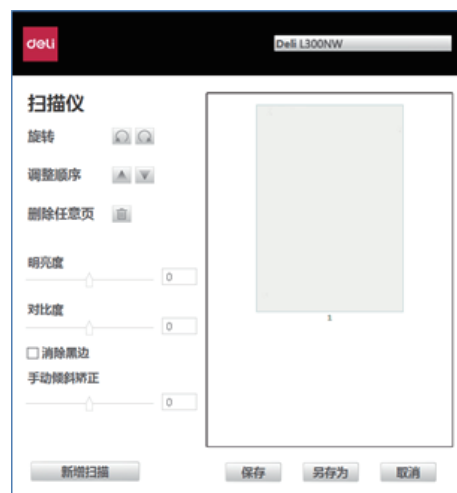 deli
Deli L300NW
扫描仪
旋转
调整顺序
删除任意页
明亮度
0
对比度
0
消除黑边
手动倾斜矫正
0
1
新增扫描
保存
另存为
取消